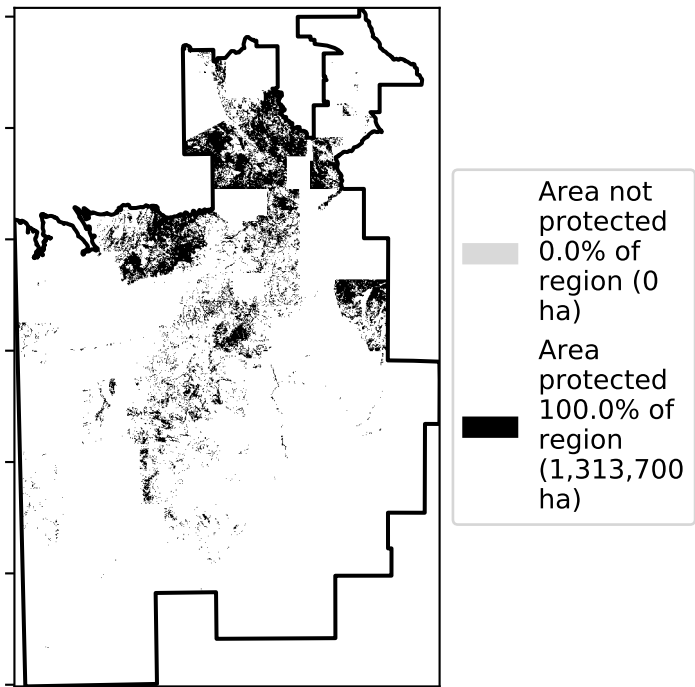 Area not
protected
0.0% of
region (0
ha)
Area
protected
100.0% of
region
(1,313,700
ha)